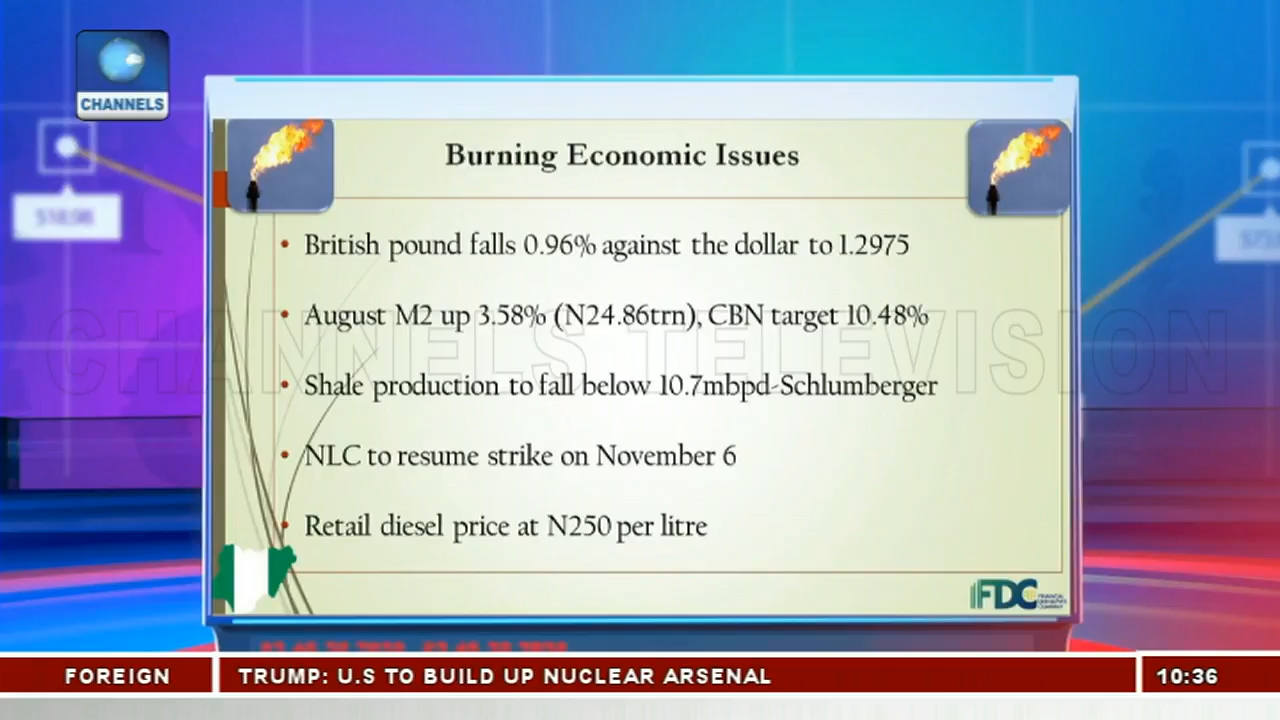 CHANNELS
Burning Economic Issues
• British pound falls 0.96% against the dollar to 1.2975
• August M2 up 3.58% (N24.86trn), CBN target 10.48%
CHANNELS TELEVISION
• Shale production to fall below 10.7mbpd-Schlumberger
• NLC to resume strike on November 6
• Retail diesel price at N250 per litre
FDC
FOREIGN
TRUMP: U.S TO BUILD UP NUCLEAR ARSENAL
10:36